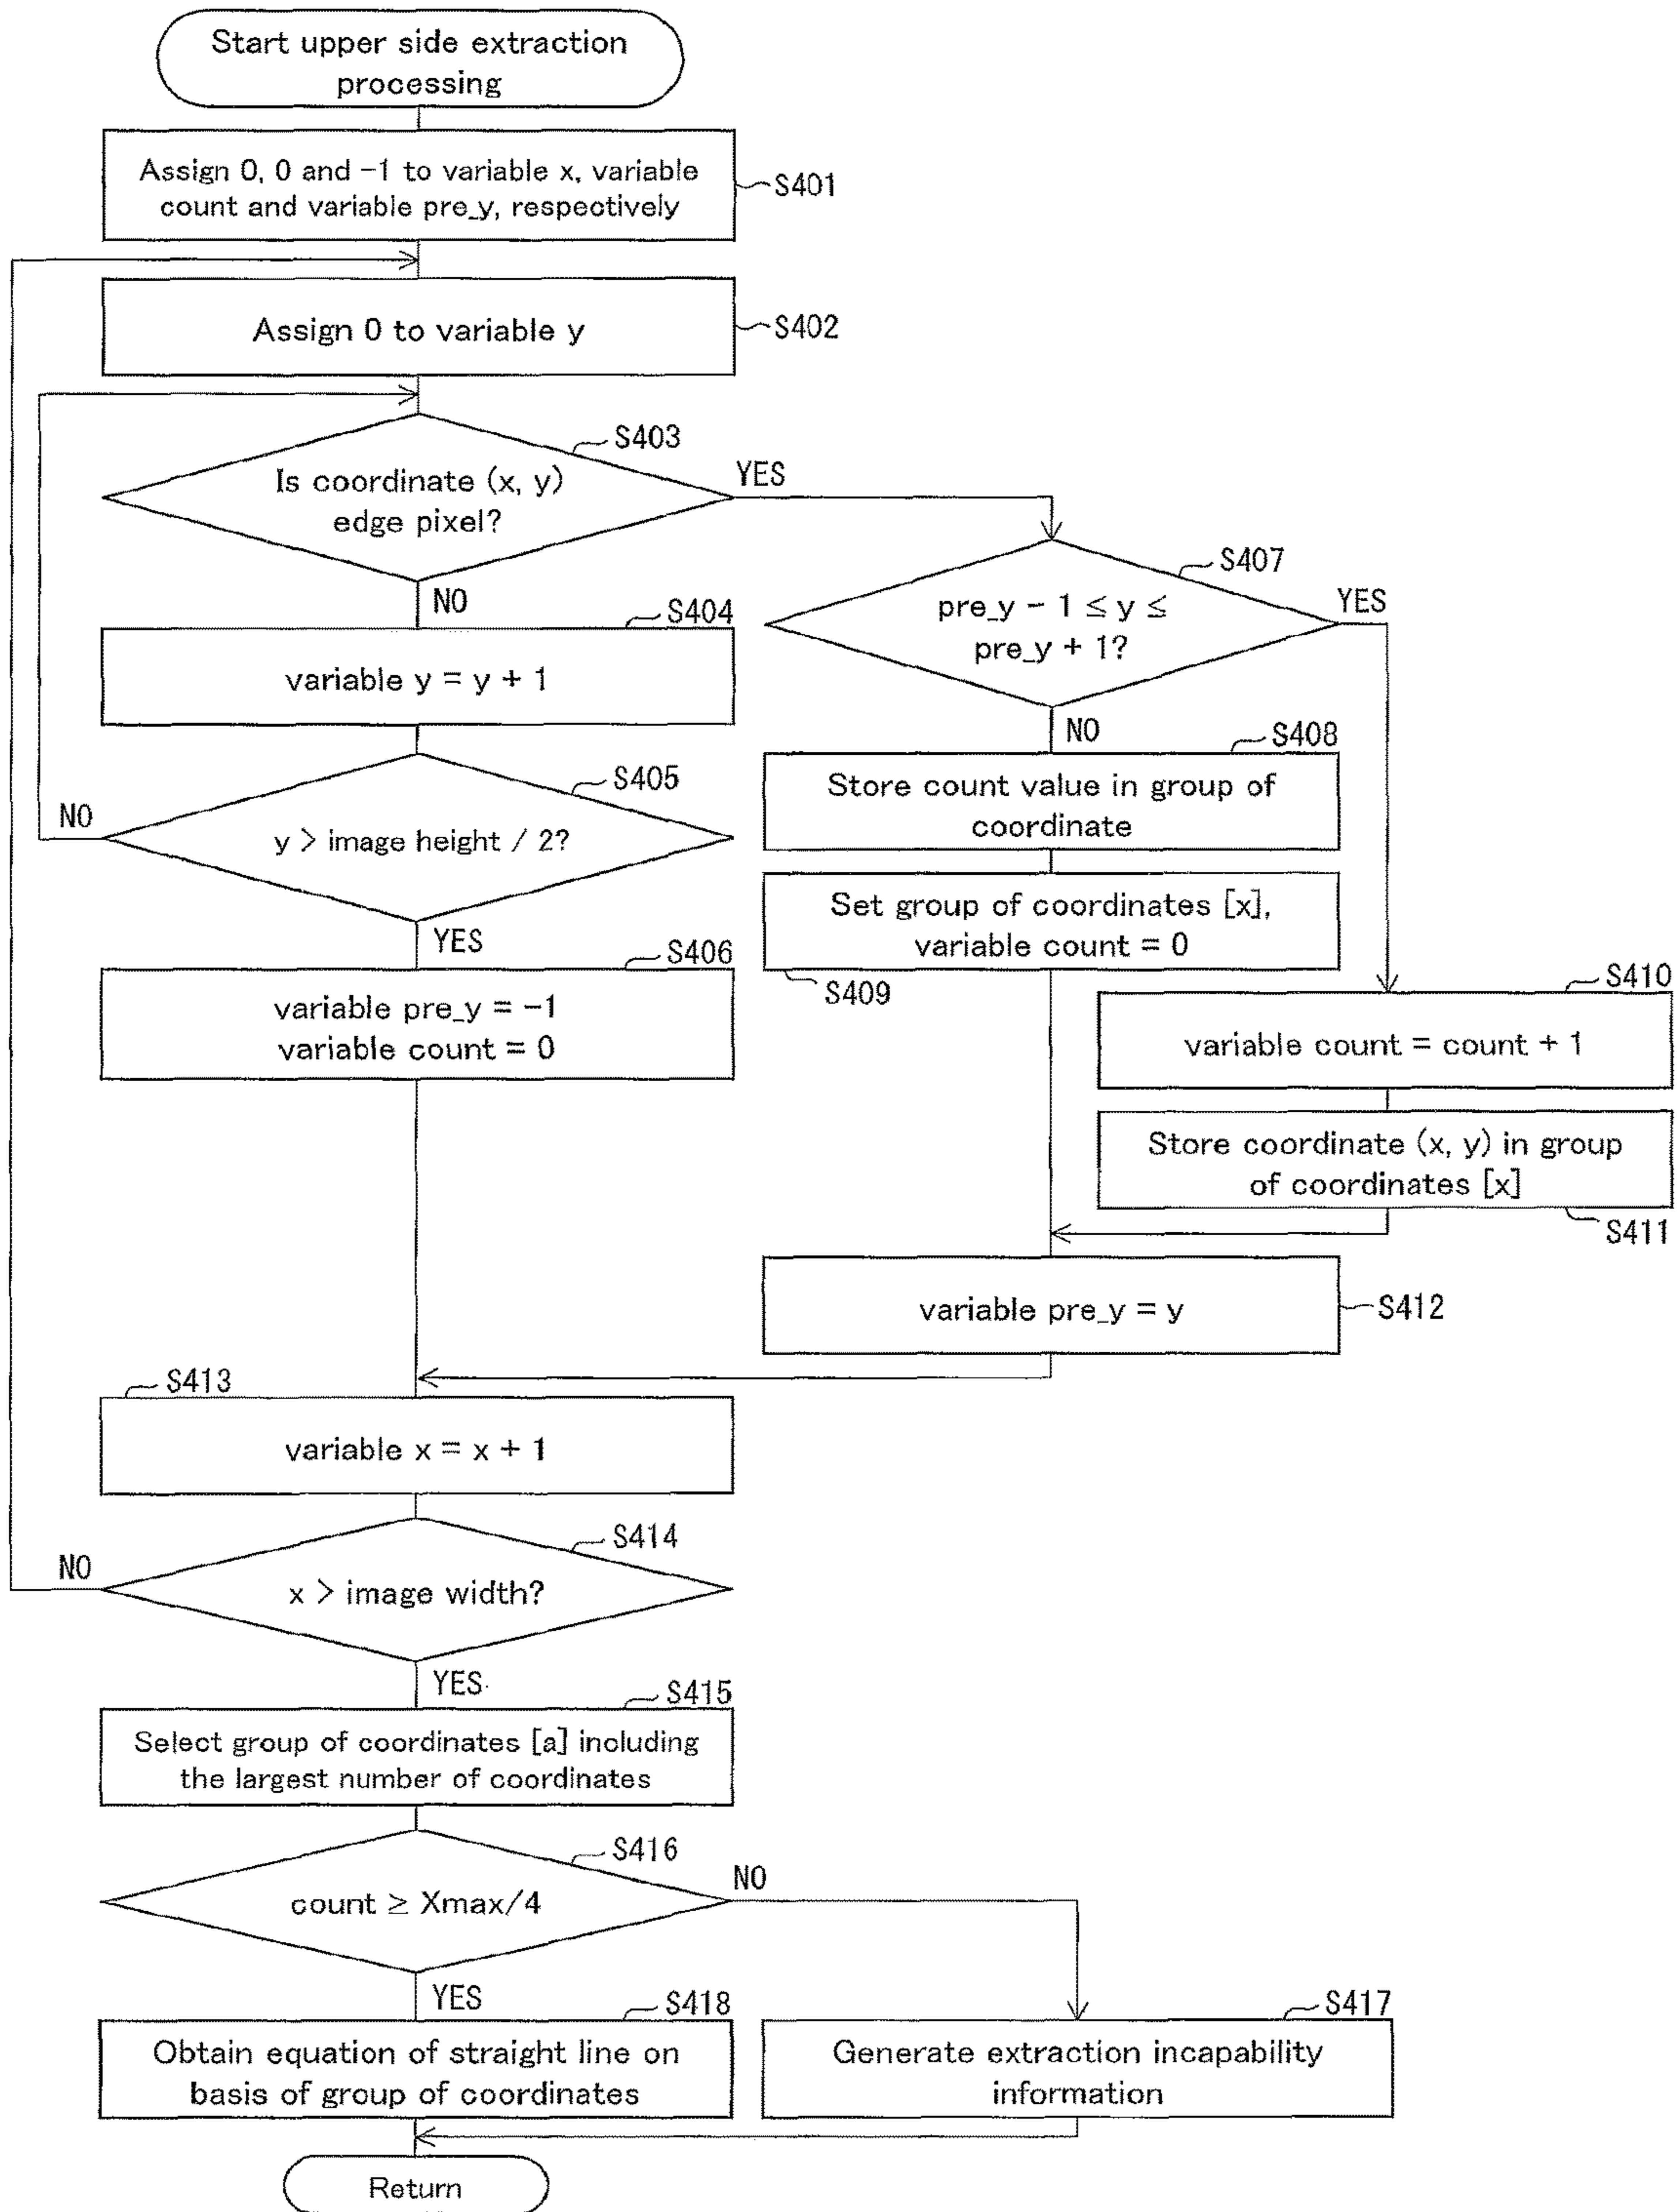 Start upper side extraction
processing
Assign 0, 0 and -1 to variable x, variable
count and variable pre_y, respectively
S401
Assign 0 to variable y
S402
S403
Is coordinate (x, y)
edge pixel?
YES
NO
S404
variable y = y + 1
S405
y > image height / 2?
NO
YES
S406
variable pre_y = -1
variable count = 0
S407
pre_y - 1 ≤ y ≤
pre_y + 1?
YES
NO
S408
Store count value in group of
coordinate
Set group of coordinates [x],
variable count = 0
S409
S410
variable count = count + 1
Store coordinate (x, y) in group
of coordinates [x]
S411
variable pre_y = y
S412
S413
variable x = x + 1
S414
x > image width?
NO
YES
S415
Select group of coordinates [a] including
the largest number of coordinates
S416
count ≥ Xmax/4
NO
YES
S418
Obtain equation of straight line on
basis of group of coordinates
S417
Generate extraction incapability
information
Return